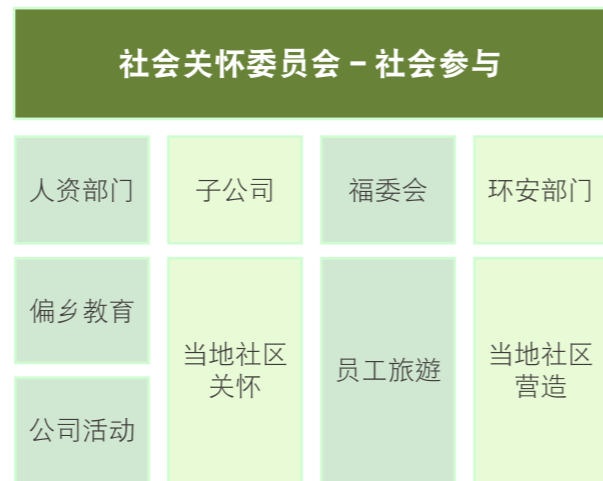 社会关怀委员会 – 社会参与
人资部门
子公司
福委会
环安部门
偏乡教育
当地社区
关怀
员工旅遊
当地社区
营造
公司活动